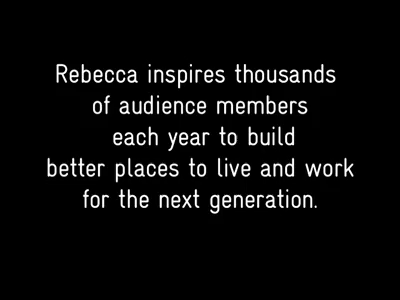 Rebecca inspires thousands
of audience members
each year to build
better places to live and work
for the next generation.